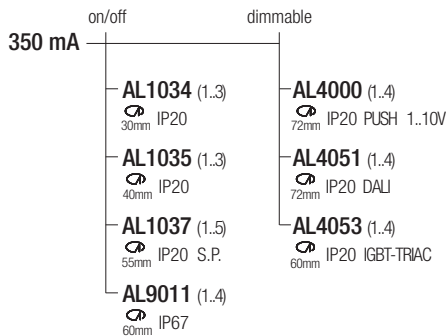 on/off dimmable
350 mA
AL1034 (1..3)
30mm IP20
AL1035 (1..3)
40mm IP20
AL1037 (1..5)
55mm IP20 S.P.
AL9011 (1..4)
60mm IP67
AL4000 (1..4)
72mm IP20 PUSH 1..10V
AL4051 (1..4)
72mm IP20 DALI
AL4053 (1..4)
60mm IP20 IGBT-TRIAC